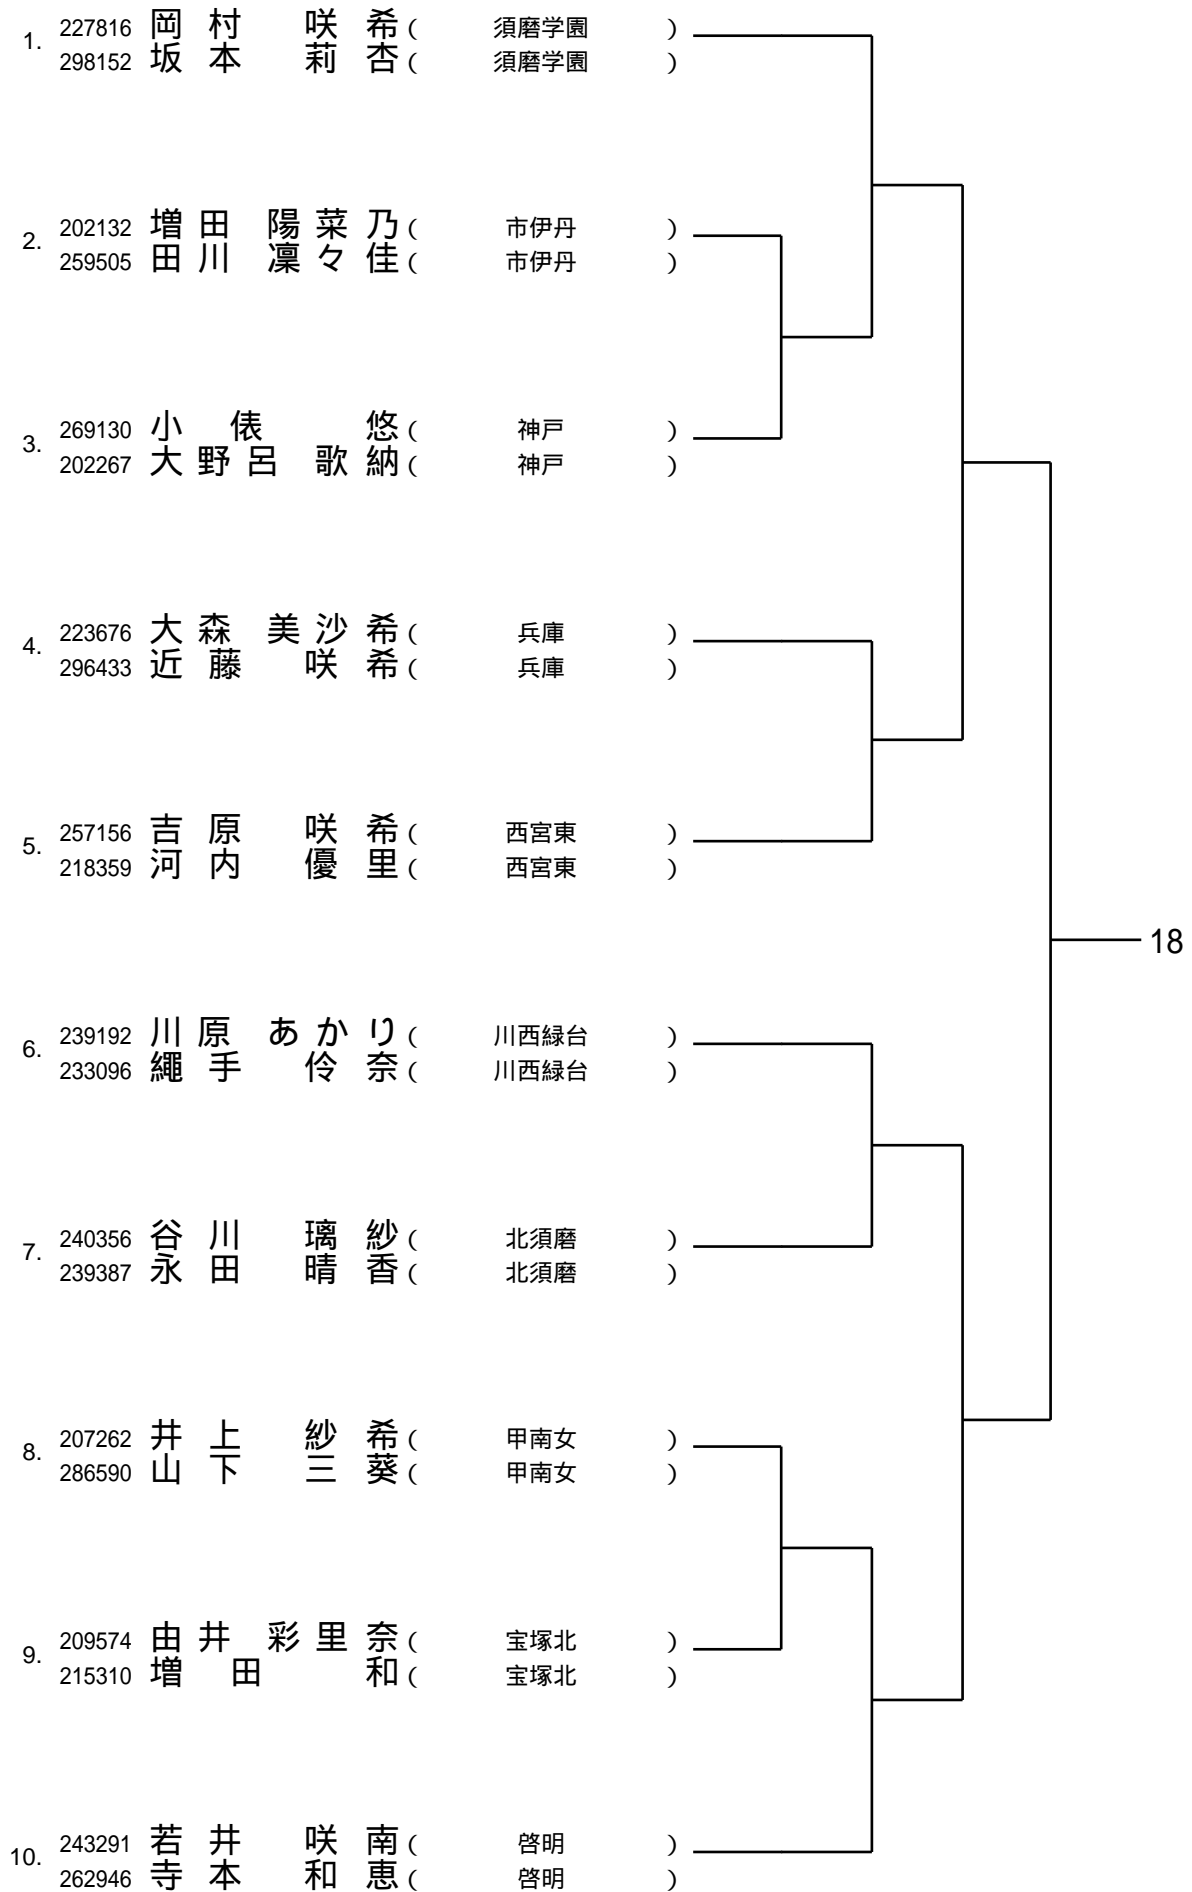 1. 227816 岡村 咲希 ( 須磨学園 )
298152 坂本 莉杏 ( 須磨学園 )
2. 202132 増田 陽菜乃 ( 市伊丹 )
259505 田川 凜々佳 ( 市伊丹 )
3. 269130 小俵 悠 ( 神戸 )
202267 大野呂 歌納 ( 神戸 )
4. 223676 大森 美沙希 ( 兵庫 )
296433 近藤 咲希 ( 兵庫 )
5. 257156 吉原 咲希 ( 西宮東 )
218359 河内 優里 ( 西宮東 )
18
6. 239192 川原 あかり ( 川西緑台 )
233096 繩手 伶奈 ( 川西緑台 )
7. 240356 谷川 璃紗 ( 北須磨 )
239387 永田 晴香 ( 北須磨 )
8. 207262 井上 紗希 ( 甲南女 )
286590 山下 三葵 ( 甲南女 )
9. 209574 由井 彩里奈 ( 宝塚北 )
215310 増田 和 ( 宝塚北 )
10. 243291 若井 咲南 ( 啓明 )
262946 寺本 和恵 ( 啓明 )